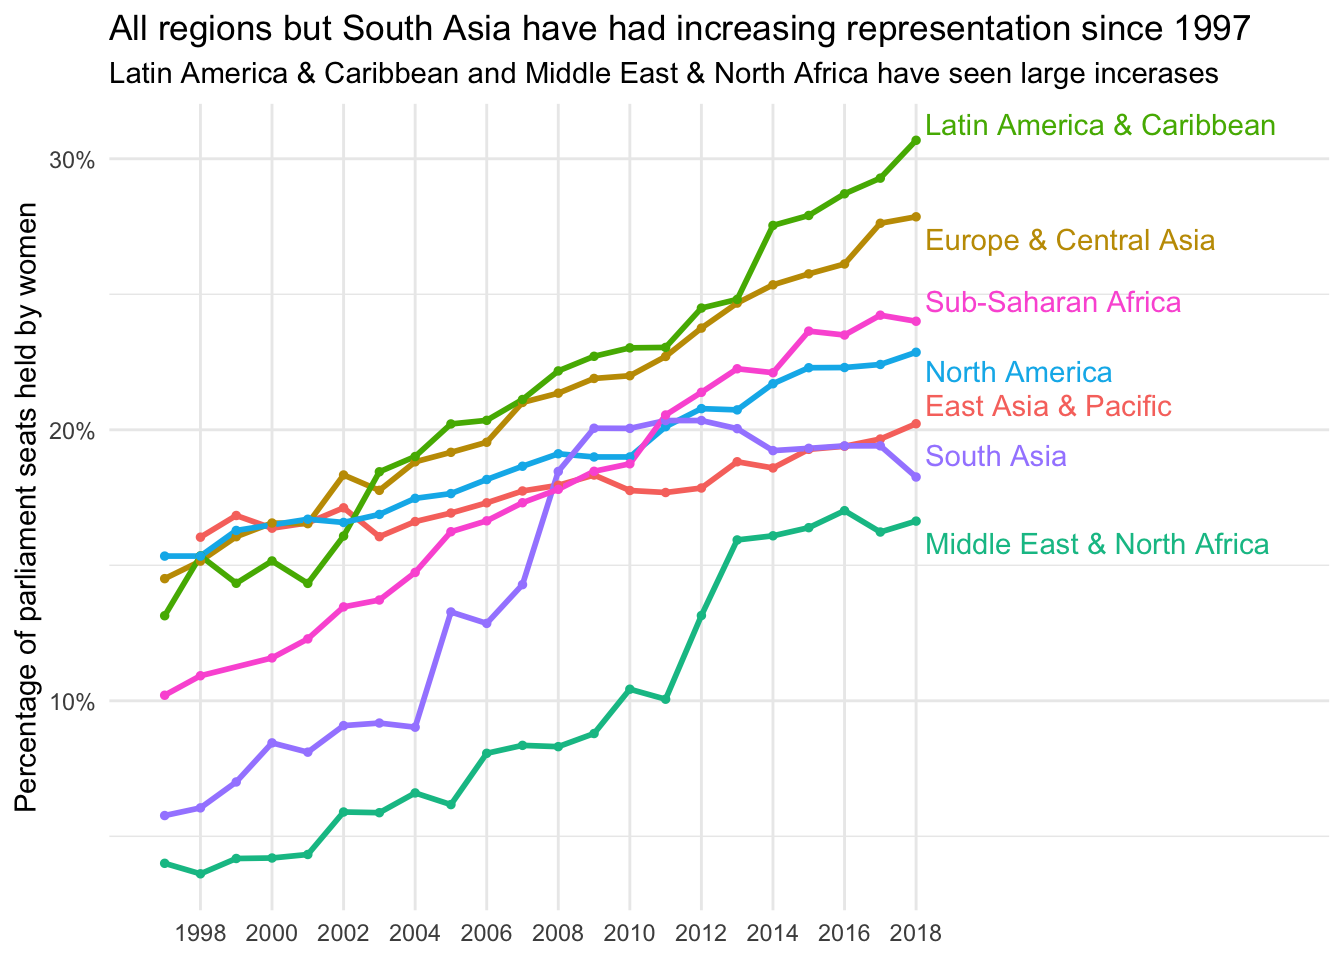 All regions but South Asia have had increasing representation since 1997
Latin America & Caribbean and Middle East & North Africa have seen large incerases
Percentage of parliament seats held by women
30%
20%
10%
Latin America & Caribbean
Europe & Central Asia
Sub-Saharan Africa
North America
East Asia & Pacific
South Asia
Middle East & North Africa
1998 2000 2002 2004 2006 2008 2010 2012 2014 2016 2018